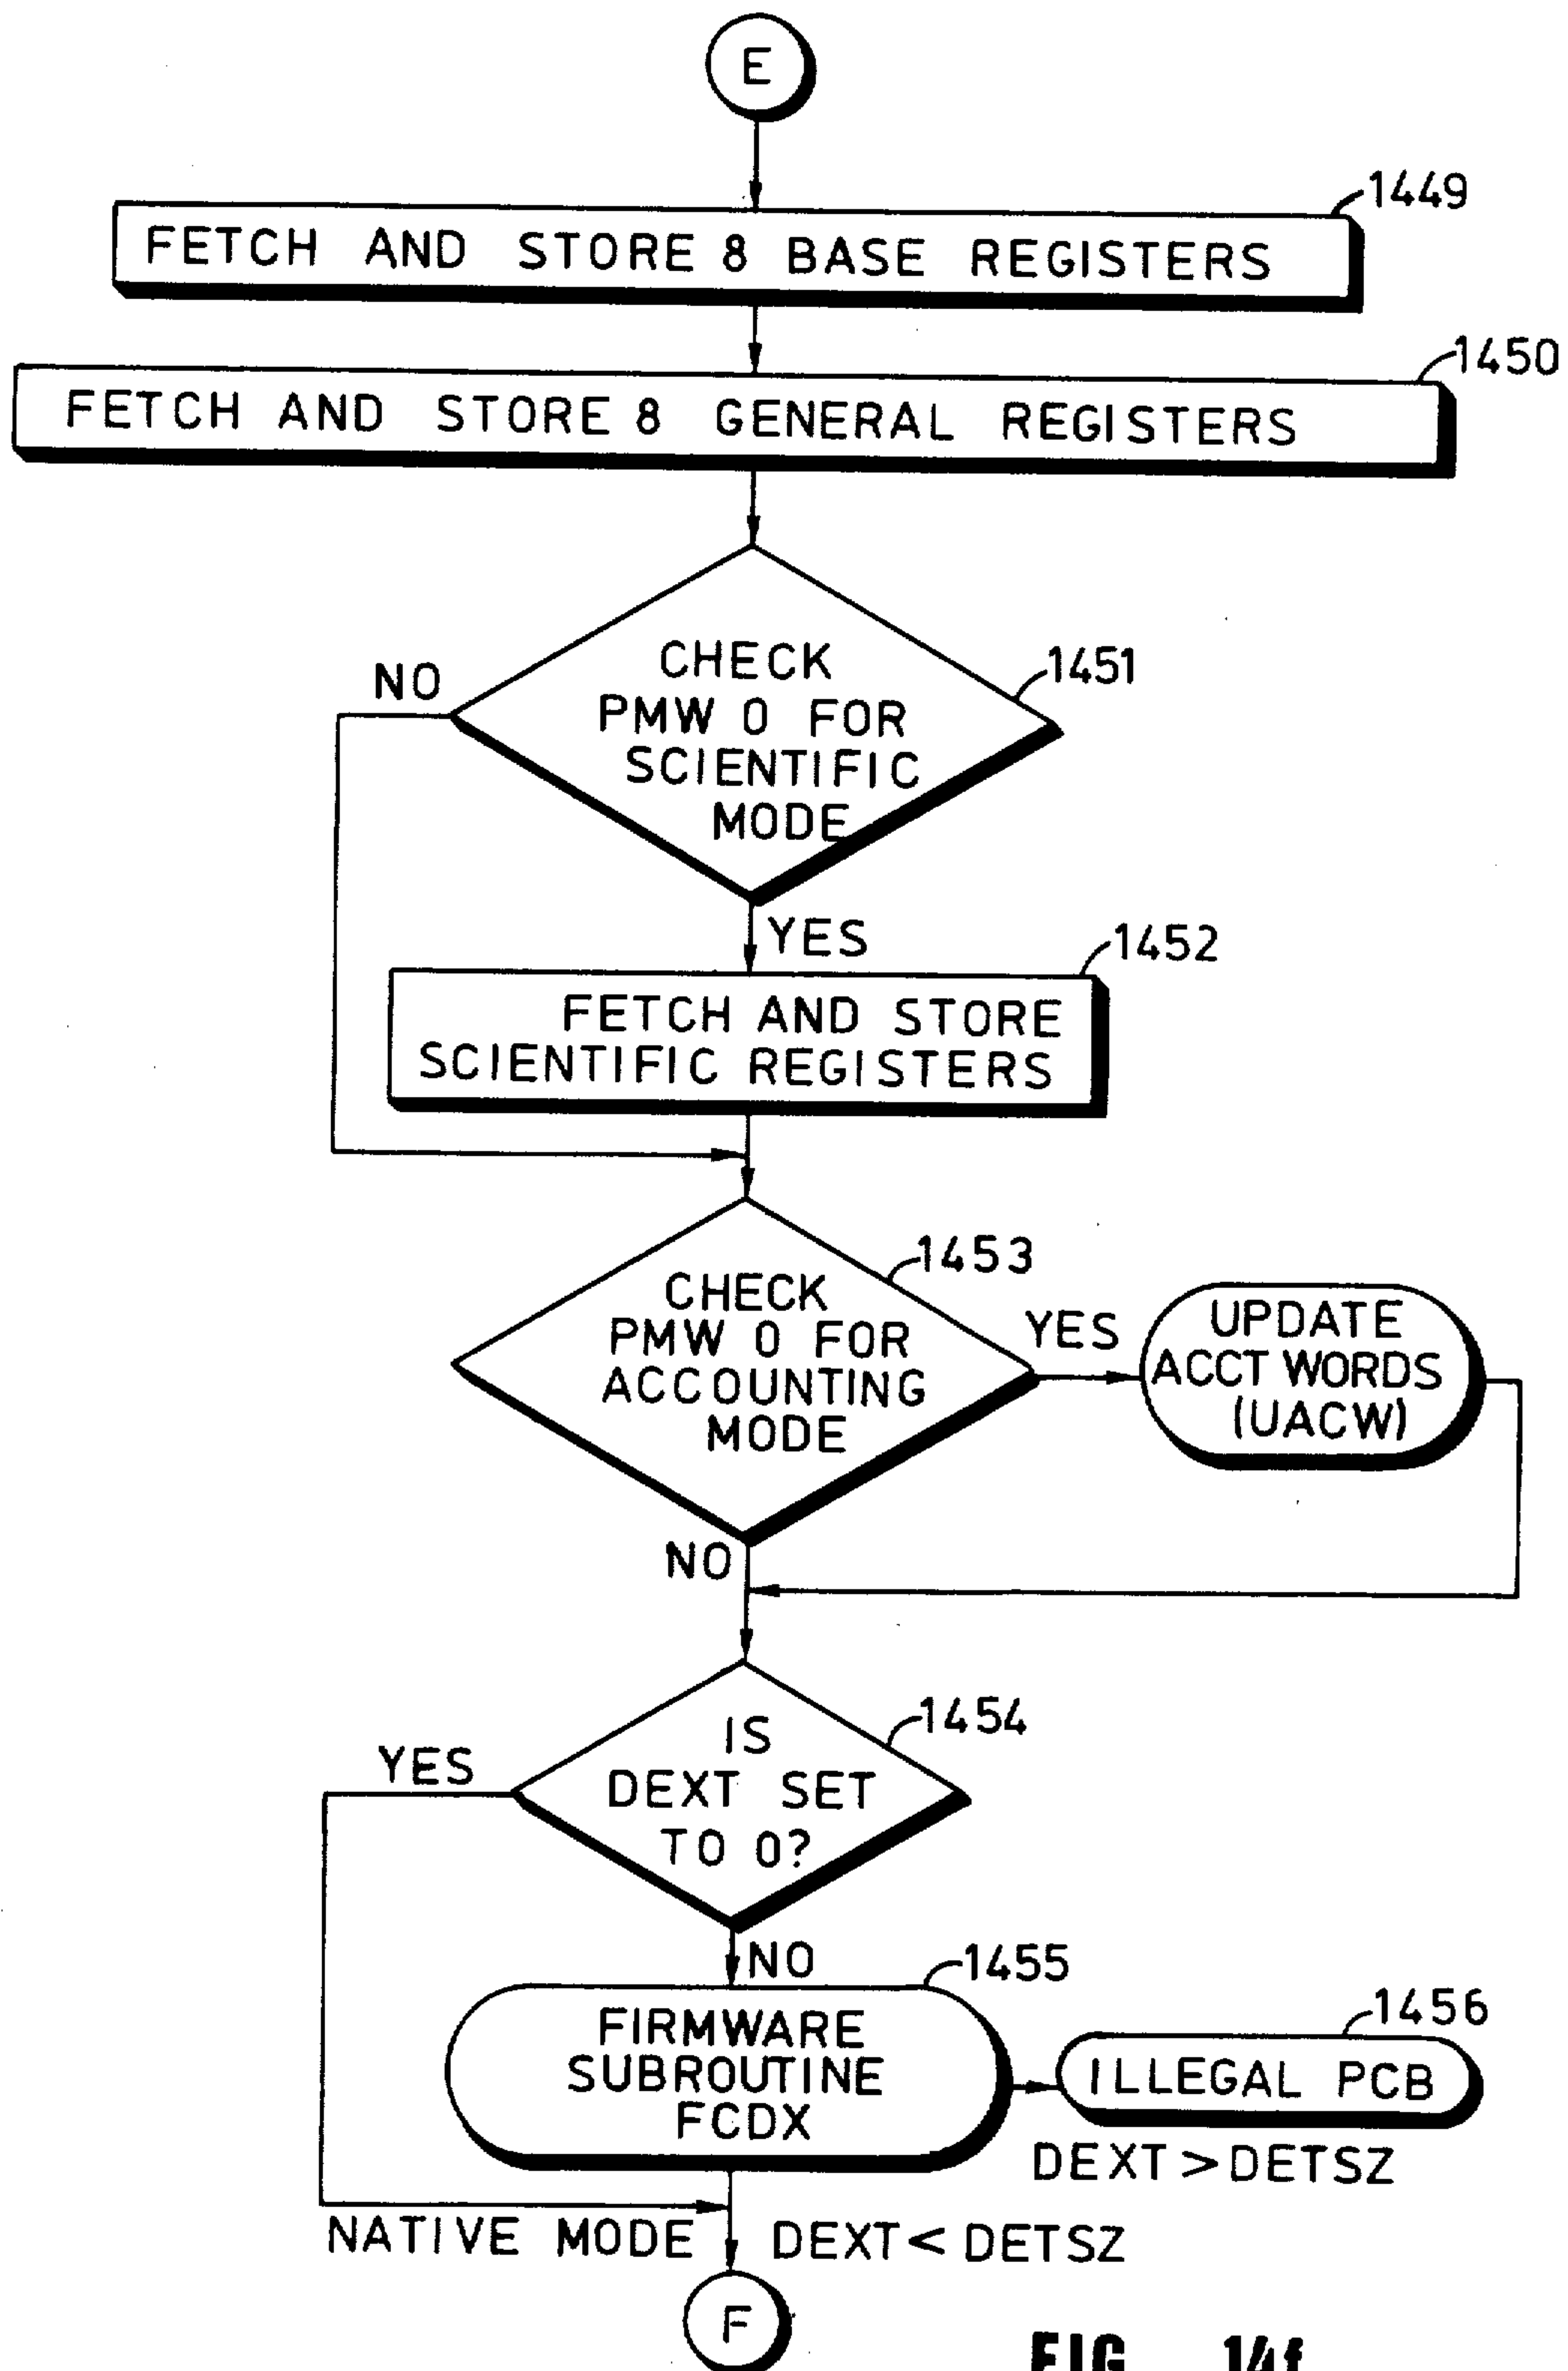 E
1449
FETCH AND STORE 8 BASE REGISTERS
1450
FETCH AND STORE 8 GENERAL REGISTERS
1451
NO
CHECK
PMW 0 FOR
SCIENTIFIC
MODE
YES
1452
FETCH AND STORE
SCIENTIFIC REGISTERS
1453
CHECK
PMW 0 FOR
ACCOUNTING
MODE
YES
UPDATE
ACCT WORDS
(UACW)
NO
1454
YES
IS
DEXT SET
TO 0?
NO
1455
FIRMWARE
SUBROUTINE
FCDX
1456
ILLEGAL PCB
DEXT > DETSZ
NATIVE MODE
DEXT < DETSZ
F
FIG 14f